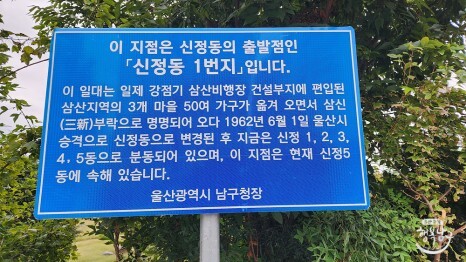 이 지점은 신정동의 출발점인
「신정동 1번지」입니다.
이 일대는 일제 강점기 삼산비행장 건설부지에 편입된
삼산지역의 3개 마을 50여 가구가 옮겨 오면서 삼신
(三新)부락으로 명명되어 오다 1962년 6월 1일 울산시
승격으로 신정동으로 변경된 후 지금은 신정 1, 2, 3,
4, 5동으로 분동되어 있으며, 이 지점은 현재 신정5
동에 속해 있습니다.
울산광역시 남구청장